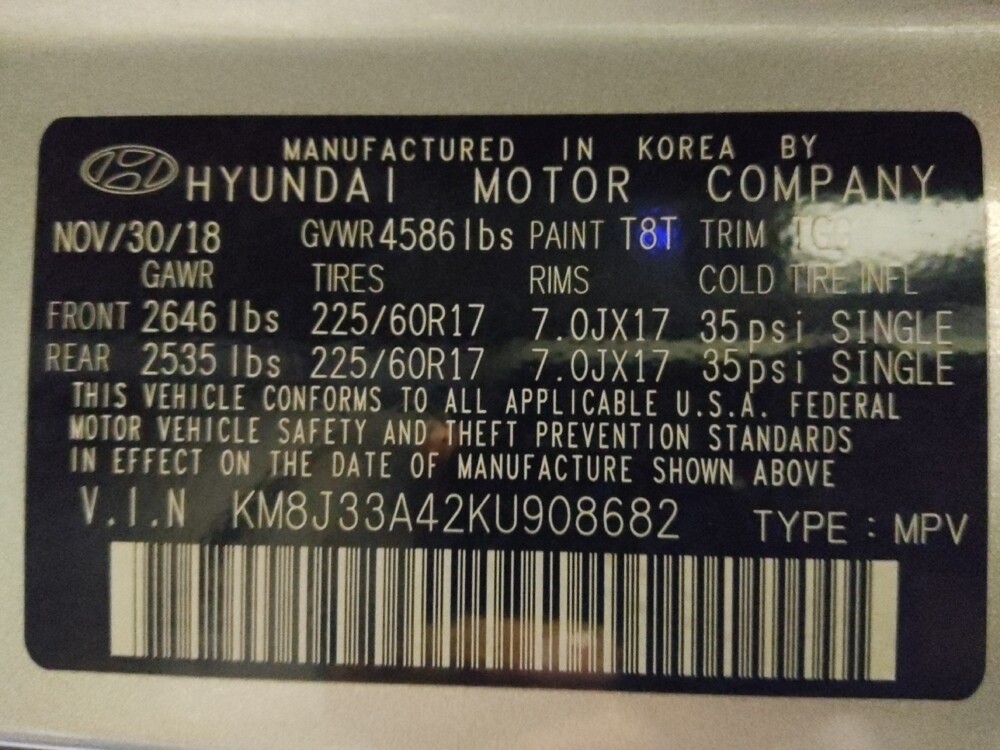 MANUFACTURED IN KOREA BY
HYUNDAI MOTOR COMPANY
NOV/30/18 GVWR 4586 lbs PAINT T8T TRIM
GAWR TIRES RIMS COLD TIRE INFL
FRONT 2646 lbs 225/60R17 7.0JX17 35psi SINGLE
REAR 2535 lbs 225/60R17 7.0JX17 35psi SINGLE
THIS VEHICLE CONFORMS TO ALL APPLICABLE U.S.A. FEDERAL
MOTOR VEHICLE SAFETY AND THEFT PREVENTION STANDARDS
IN EFFECT ON THE DATE OF MANUFACTURE SHOWN ABOVE
V.I.N KM8J33A42KU908682 TYPE : MPV